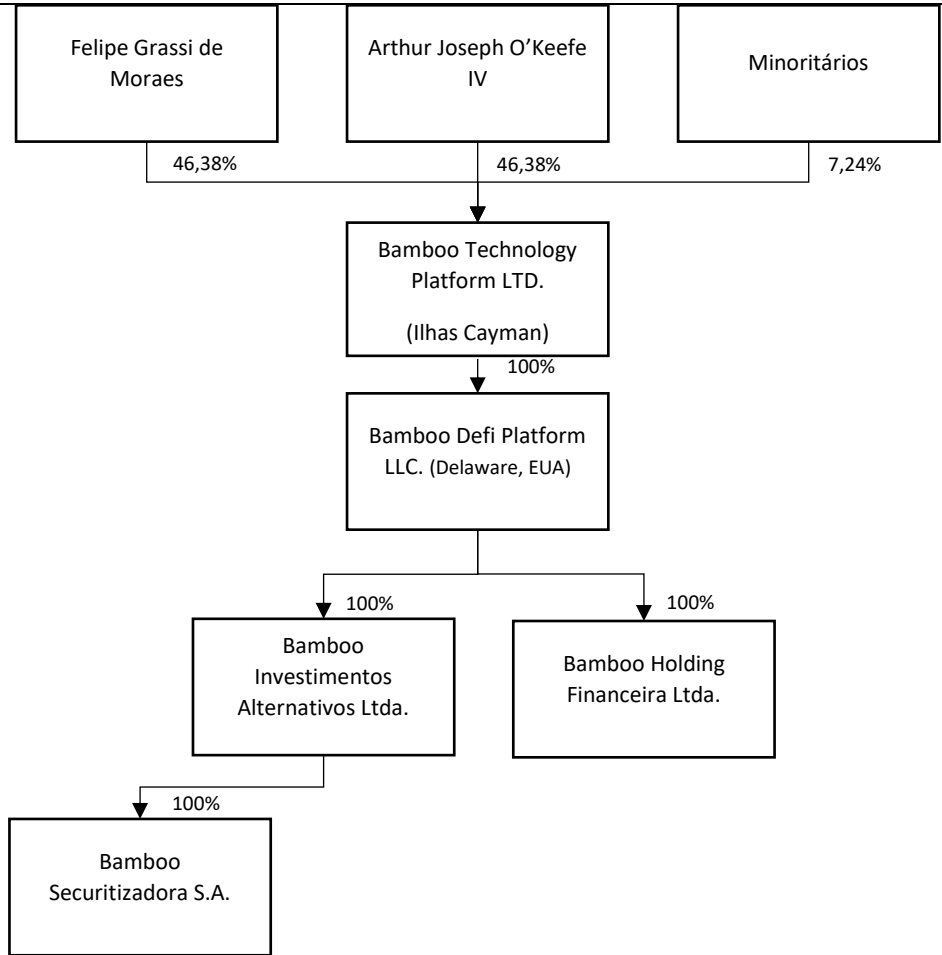 Felipe Grassi de
Moraes
Arthur Joseph O’Keefe
IV
Minoritários
46,38%
46,38%
7,24%
Bamboo Technology
Platform LTD.
(Ilhas Cayman)
100%
Bamboo Defi Platform
LLC. (Delaware, EUA)
100%
100%
Bamboo
Investimentos
Alternativos Ltda.
Bamboo Holding
Financeira Ltda.
100%
Bamboo
Securitizadora S.A.